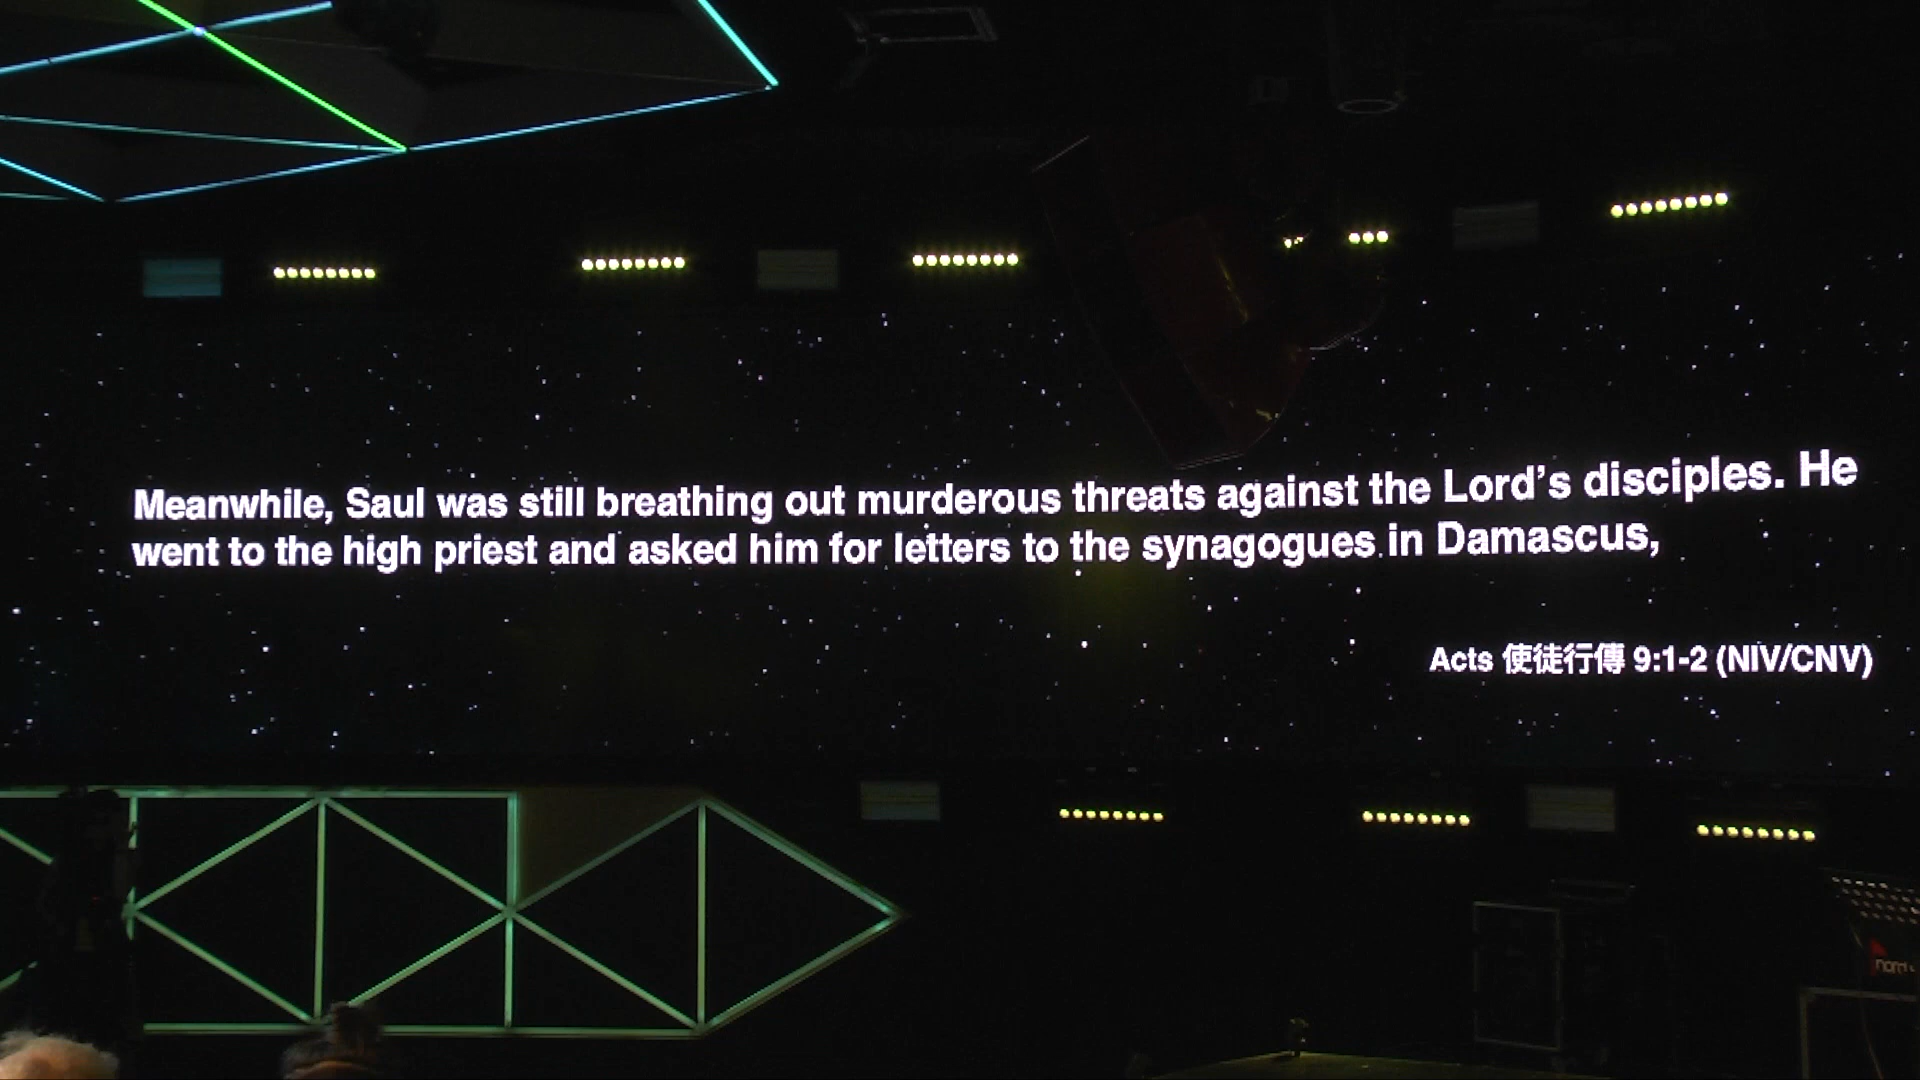 Meanwhile, Saul was still breathing out murderous threats against the Lord’s disciples. He
went to the high priest and asked him for letters to the synagogues in Damascus,
Acts 使徒行傳 9:1-2 (NIV/CNV)